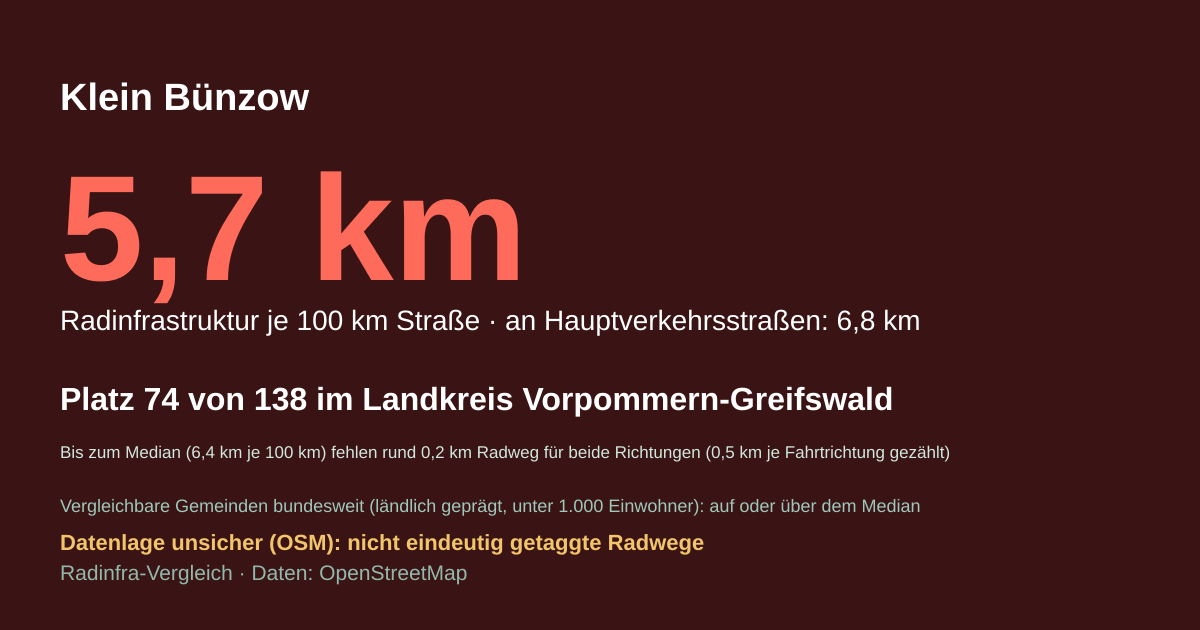 Klein Bünzow
5,7 km
Radinfrastruktur je 100 km Straße · an Hauptverkehrsstraßen: 6,8 km
Platz 74 von 138 im Landkreis Vorpommern-Greifswald
Bis zum Median (6,4 km je 100 km) fehlen rund 0,2 km Radweg für beide Richtungen (0,5 km je Fahrtrichtung gezählt)
Vergleichbare Gemeinden bundesweit (ländlich geprägt, unter 1.000 Einwohner): auf oder über dem Median
Datenlage unsicher (OSM): nicht eindeutig getaggte Radwege
Radinfra-Vergleich · Daten: OpenStreetMap